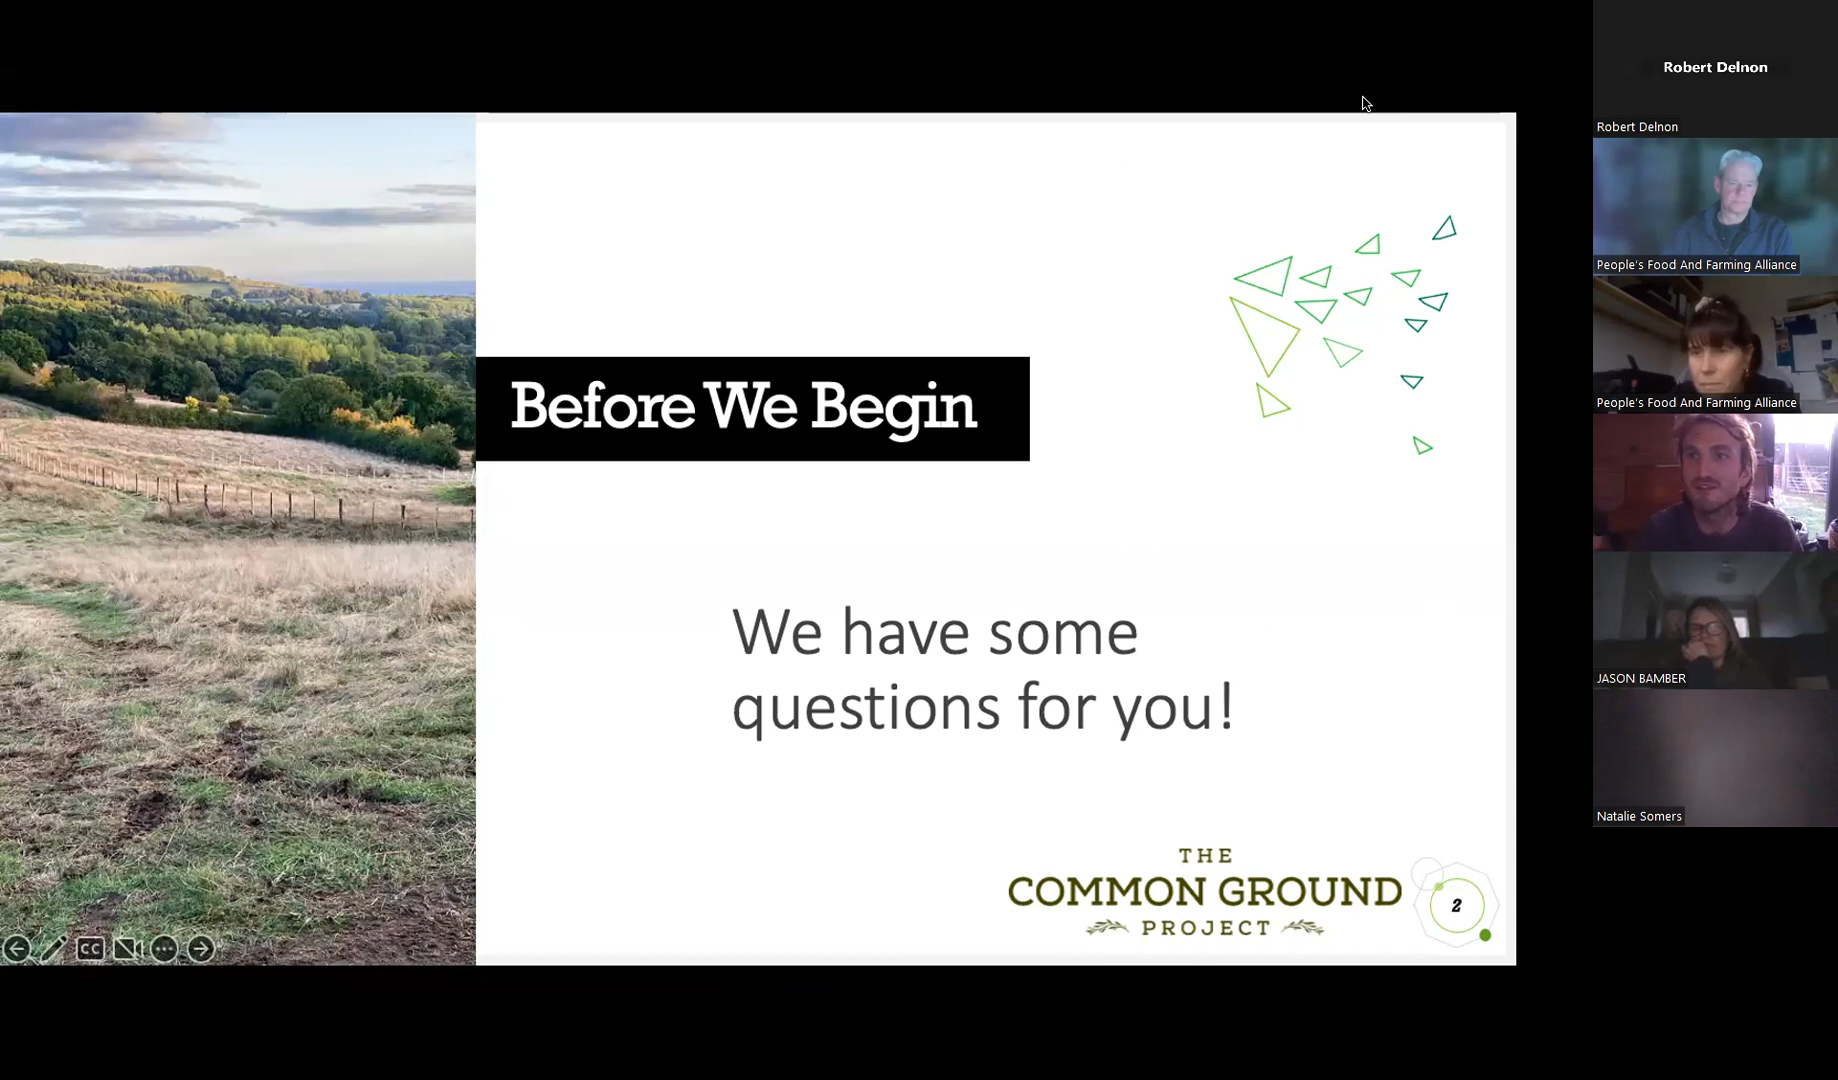 Before We Begin
We have some
questions for you!
THE
COMMON GROUND
PROJECT
2
CC
Robert Delnon
Robert Delnon
People's Food And Farming Alliance
People's Food And Farming Alliance
JASON BAMBER
Natalie Somers